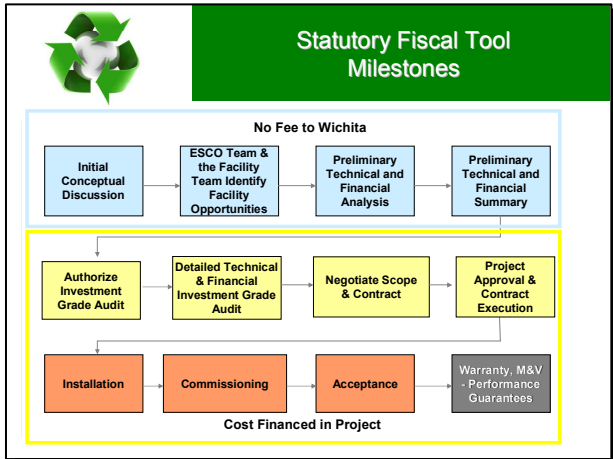 Statutory Fiscal Tool
Milestones
No Fee to Wichita
Initial
Conceptual
Discussion
ESCO Team &
the Facility
Team Identify
Facility
Opportunities
Preliminary
Technical and
Financial
Analysis
Preliminary
Technical and
Financial
Summary
Authorize
Investment
Grade Audit
Detailed Technical
& Financial
Investment Grade
Audit
Negotiate Scope
& Contract
Project
Approval &
Contract
Execution
Installation
Commissioning
Acceptance
Warranty, M&V
- Performance
Guarantees
Cost Financed in Project